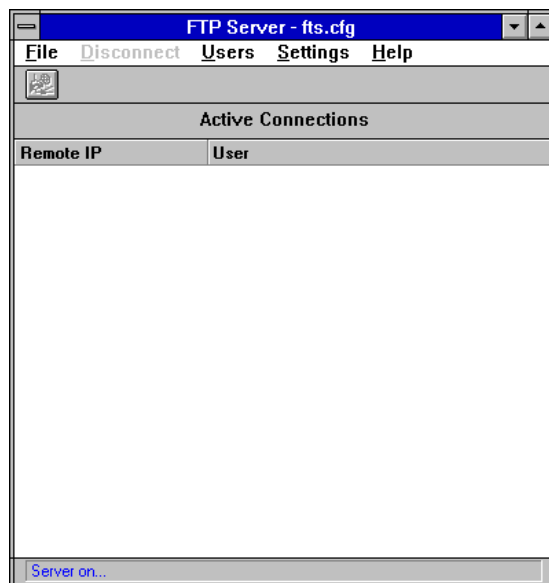 FTP Server - fts.cfg
File Disconnect Users Settings Help
Active Connections
Remote IP User
Server on...